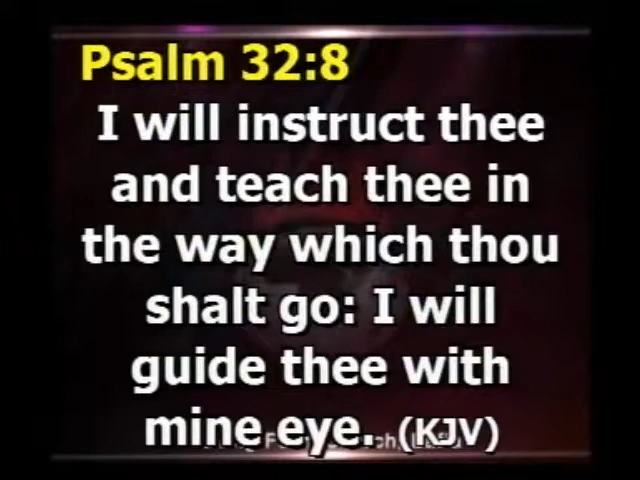 Psalm 32:8
I will instruct thee
and teach thee in
the way which thou
shalt go: I will
guide thee with
mine eye. (KJV)